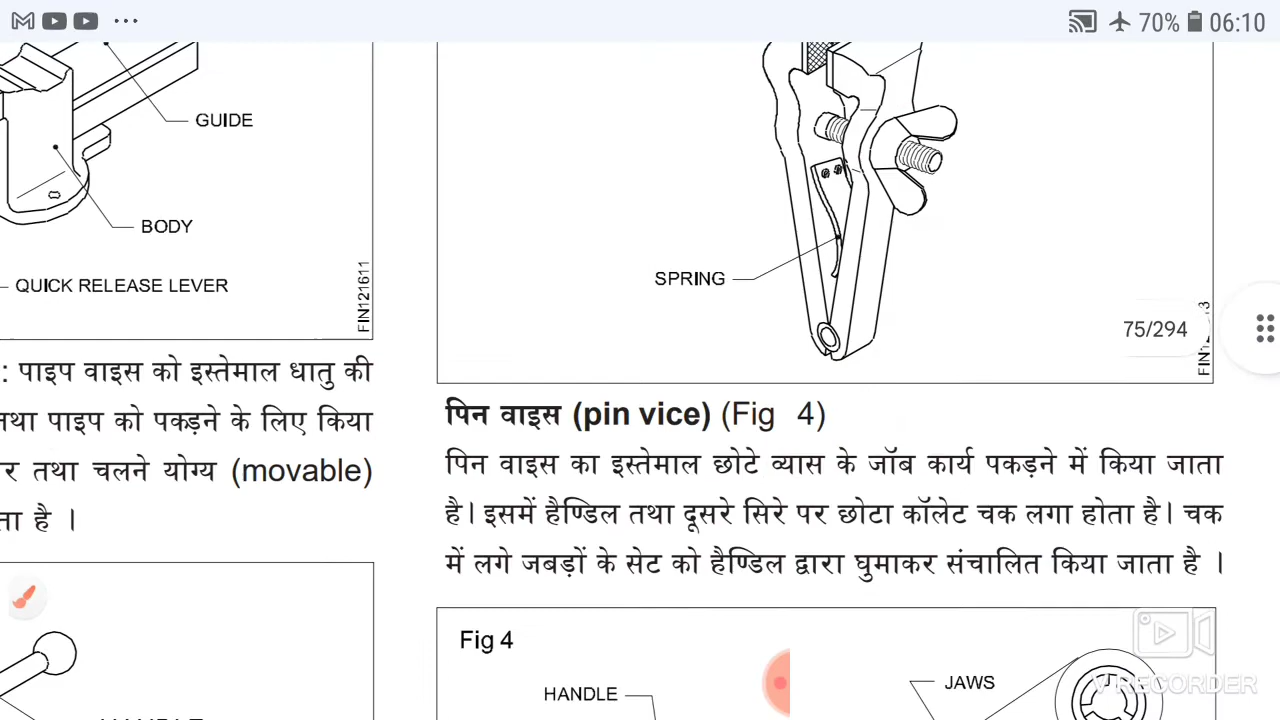 70% 06:10
GUIDE
BODY
QUICK RELEASE LEVER
FIN121611
: पाइप वाइस को इस्तेमाल धातु की
तथा पाइप को पकड़ने के लिए किया
तथा चलने योग्य (movable)
है ।
SPRING
75/294
पिन वाइस (pin vice) (Fig 4)
पिन वाइस का इस्तेमाल छोटे व्यास के जॉब कार्य पकड़ने में किया जाता
है। इसमें हैण्डिल तथा दूसरे सिरे पर छोटा कॉलेट चक लगा होता है। चक
में लगे जबड़ों के सेट को हैण्डिल द्वारा घुमाकर संचालित किया जाता है ।
Fig 4
HANDLE
JAWS
V RECORDER